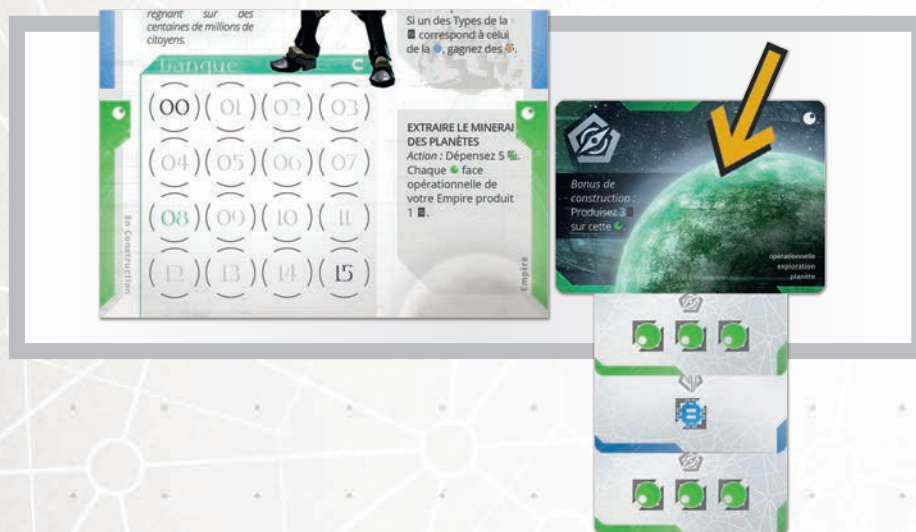 régnant sur des
centaines de millions de
citoyens.
Si un des Types de la
correspond à celui
de la , gagnez des .
banque
00 01 02 03
04 05 06 07
08 09 10 11
12 13 14 15
En Construction
EXTRAIRE LE MINERAI
DES PLANÈTES
Action : Dépensez 5 .
Chaque face
opérationnelle de
votre Empire produit
1 .
Empire
Bonus de
construction :
Produisez 3
sur cette .
opérationnelle
exploration
planète